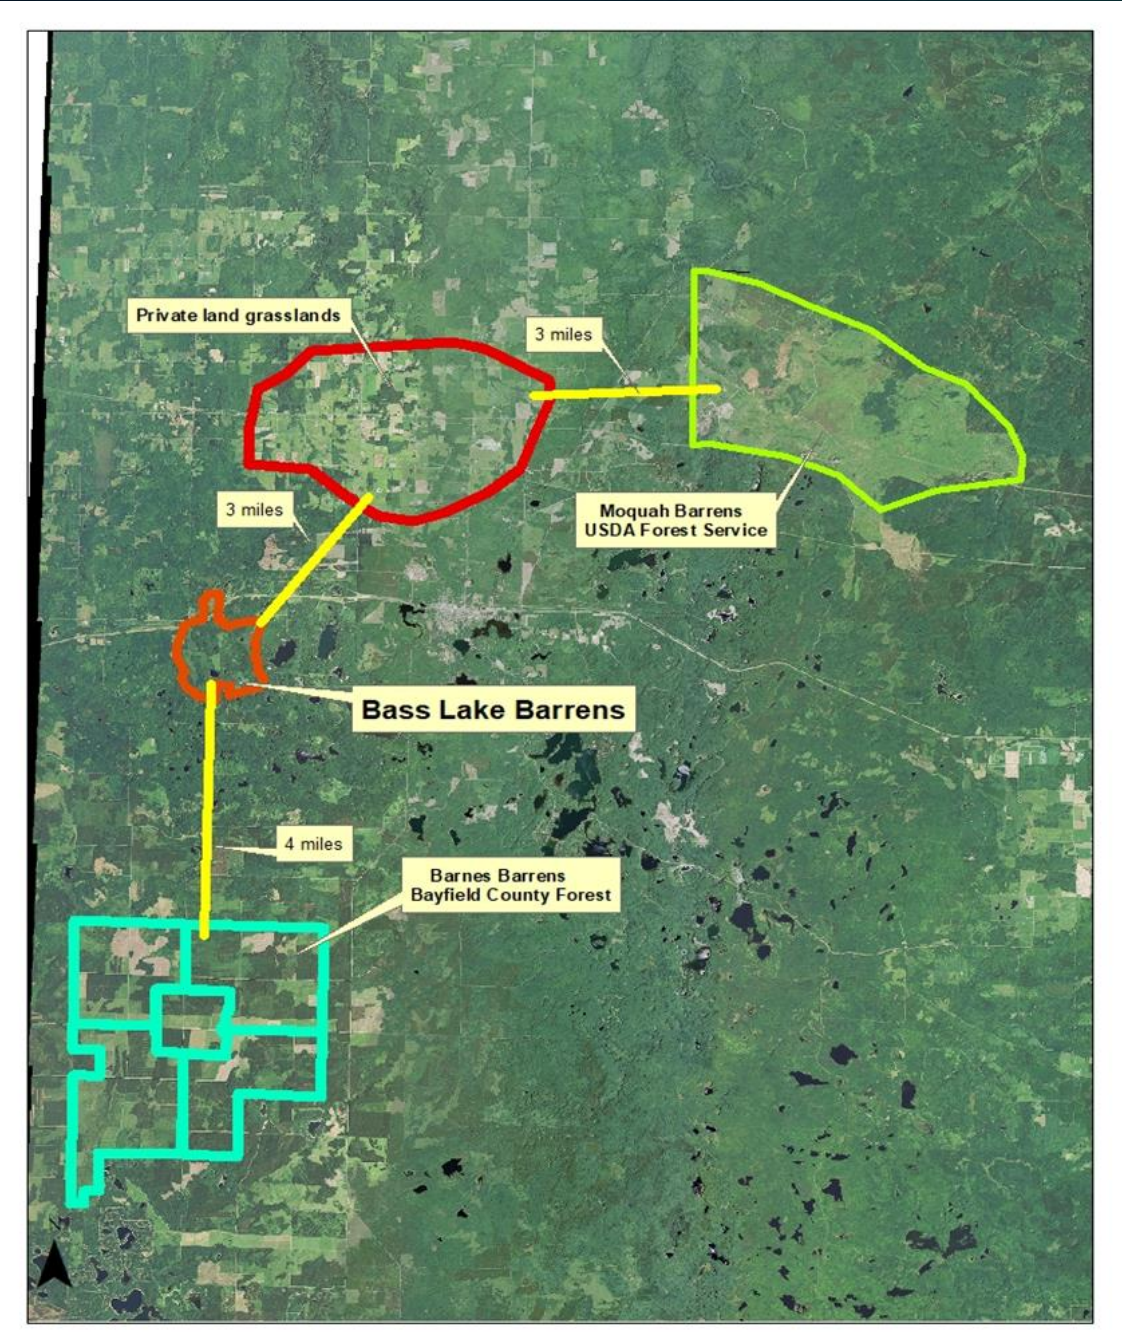 Private land grasslands
3 miles
3 miles
Moquah Barrens
USDA Forest Service
Bass Lake Barrens
4 miles
Barnes Barrens
Bayfield County Forest
N